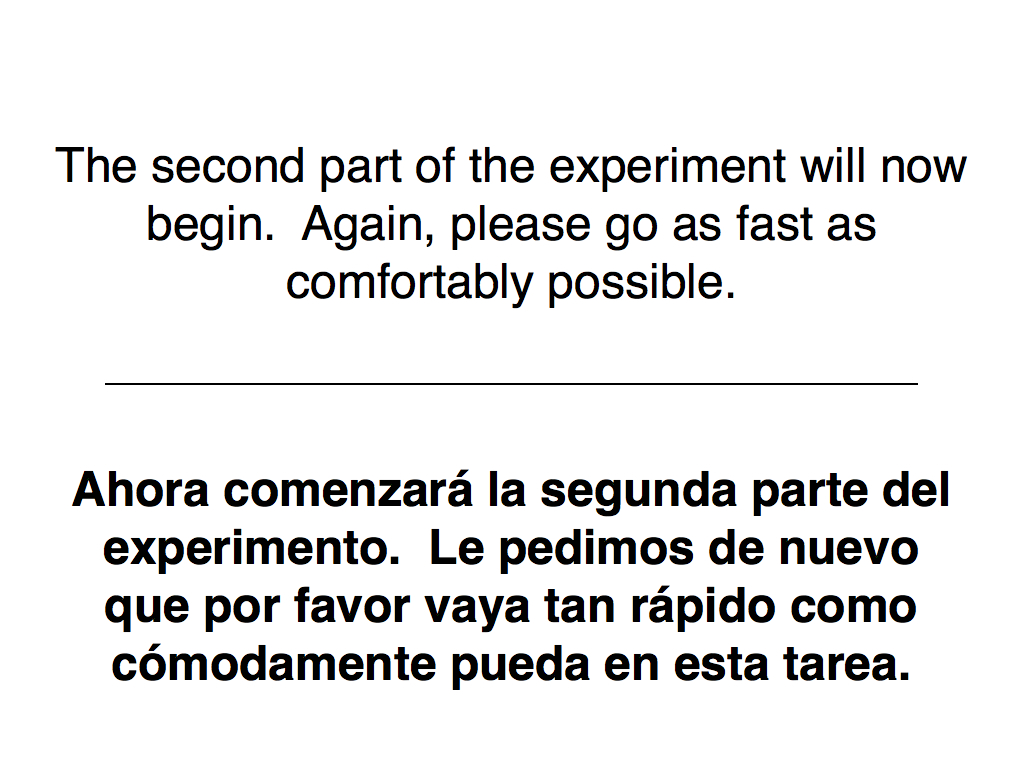 The second part of the experiment will now
begin.  Again, please go as fast as
comfortably possible.
Ahora comenzará la segunda parte del
experimento.  Le pedimos de nuevo
que por favor vaya tan rápido como
cómodamente pueda en esta tarea.